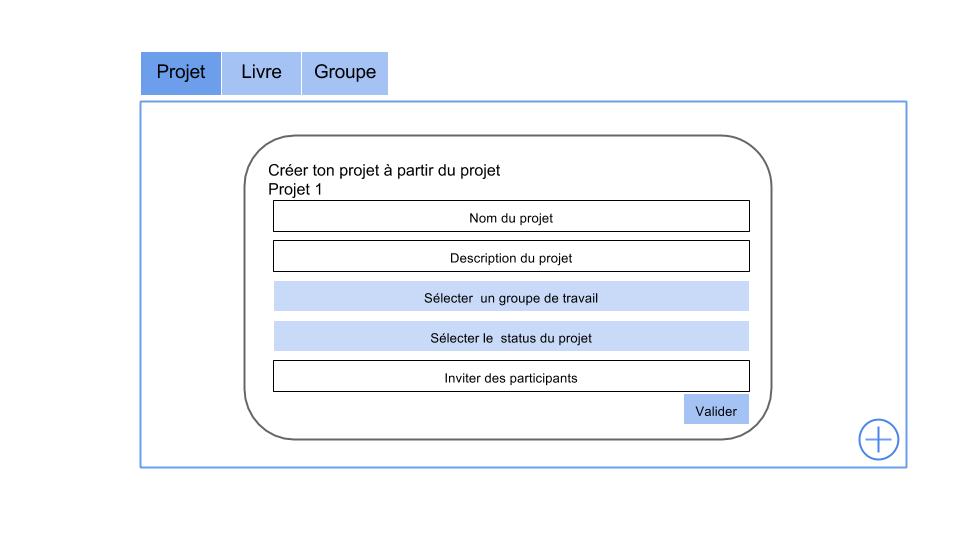 Projet Livre Groupe
Créer ton projet à partir du projet
Projet 1
Nom du projet
Description du projet
Sélecter un groupe de travail
Sélecter le status du projet
Inviter des participants
Valider